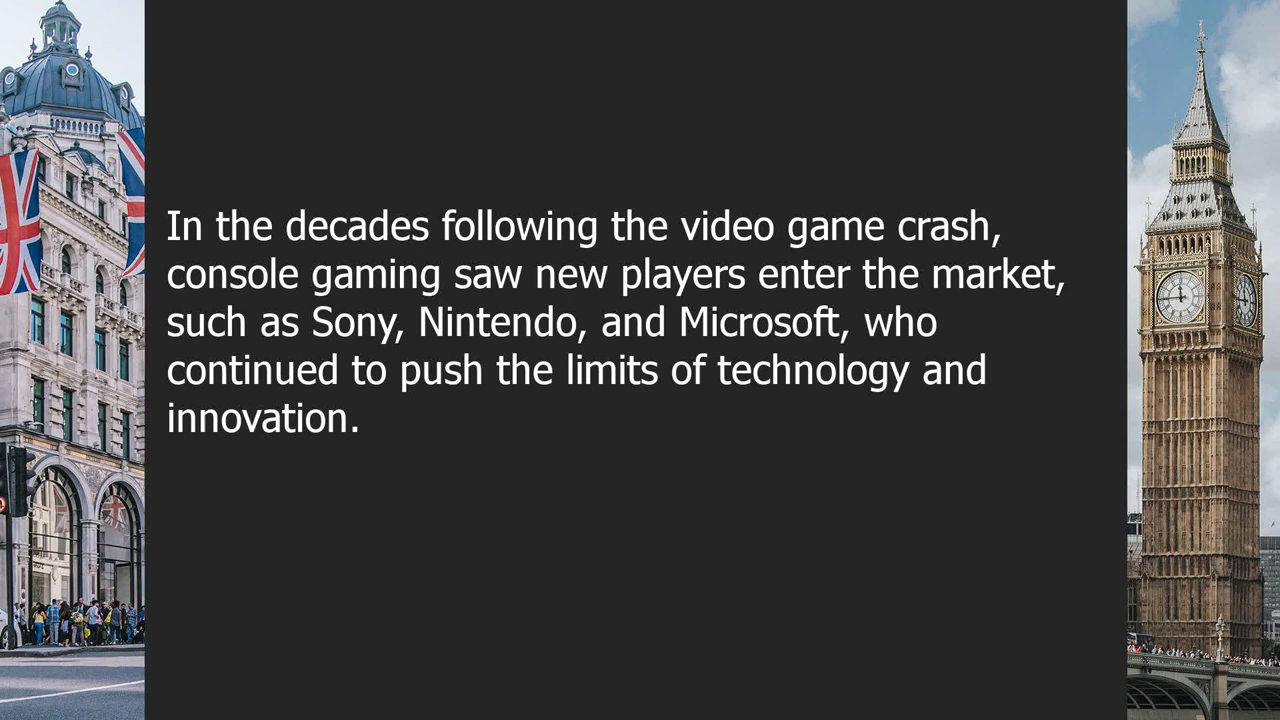 In the decades following the video game crash,
console gaming saw new players enter the market,
such as Sony, Nintendo, and Microsoft, who
continued to push the limits of technology and
innovation.